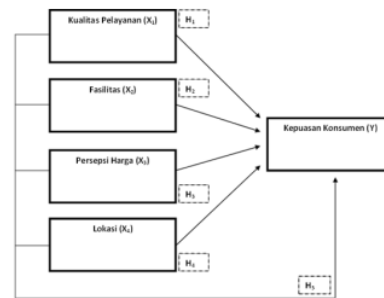 Kualitas Pelayanan (X₁)
H₁
Fasilitas (X₂)
H₂
Kepuasan Konsumen (Y)
Persepsi Harga (X₃)
H₃
Lokasi (X₄)
H₄
H₅